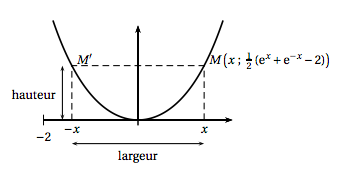 M′ M(x ; ½(eˣ + e⁻ˣ − 2))
hauteur
−2 −x x
largeur